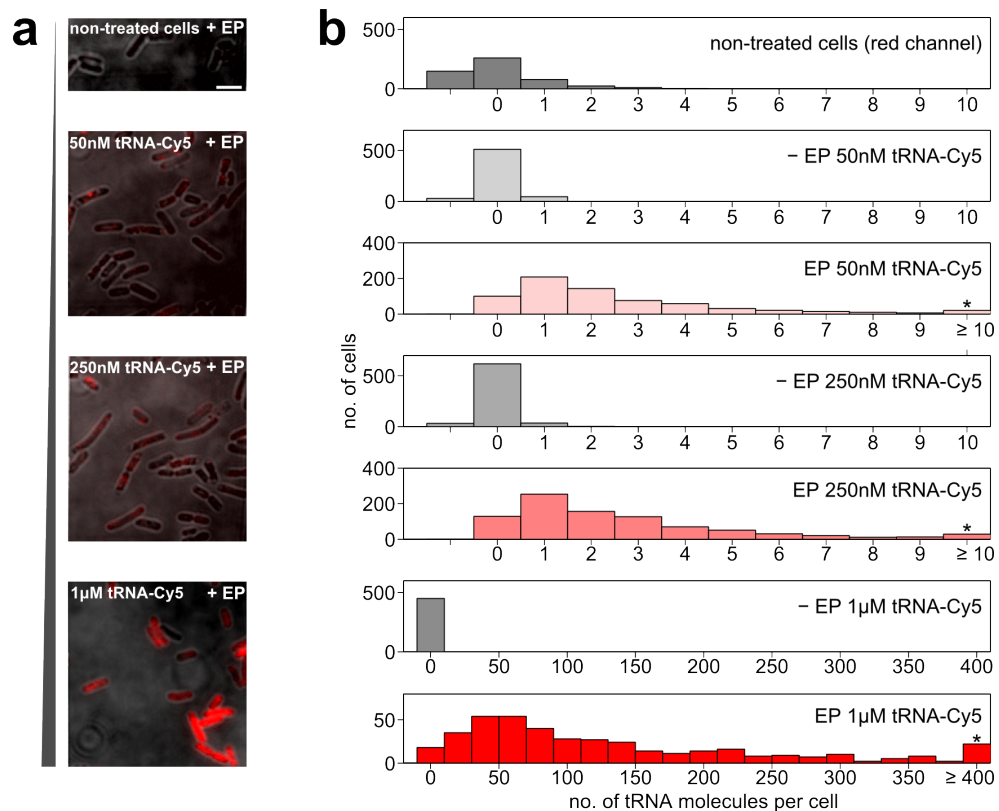 a
non-treated cells + EP
50nM tRNA-Cy5 + EP
250nM tRNA-Cy5 + EP
1µM tRNA-Cy5 + EP
b
no. of cells
500
0
non-treated cells (red channel)
0 1 2 3 4 5 6 7 8 9 10
500
0
− EP 50nM tRNA-Cy5
0 1 2 3 4 5 6 7 8 9 10
400
200
0
EP 50nM tRNA-Cy5
*
0 1 2 3 4 5 6 7 8 9 ≥ 10
500
0
− EP 250nM tRNA-Cy5
0 1 2 3 4 5 6 7 8 9 10
400
200
0
EP 250nM tRNA-Cy5
*
0 1 2 3 4 5 6 7 8 9 ≥ 10
500
0
− EP 1µM tRNA-Cy5
0 50 100 150 200 250 300 350 400
50
0
EP 1µM tRNA-Cy5
*
0 50 100 150 200 250 300 350 ≥ 400
no. of tRNA molecules per cell